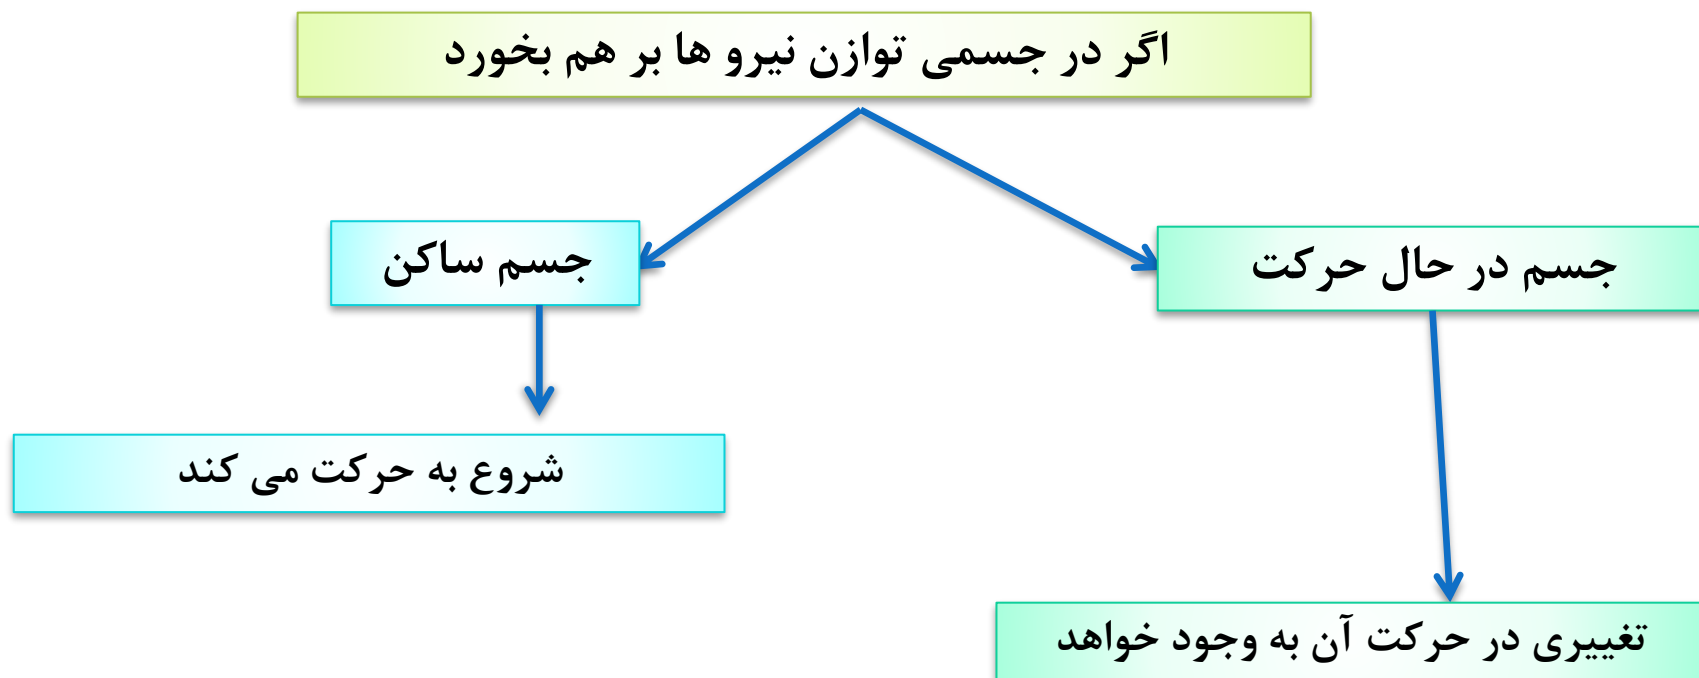 اگر در جسمی توازن نیرو ها بر هم بخورد
جسم در حال حرکت
جسم ساکن
شروع به حرکت می کند
تغییری در حرکت آن به وجود خواهد